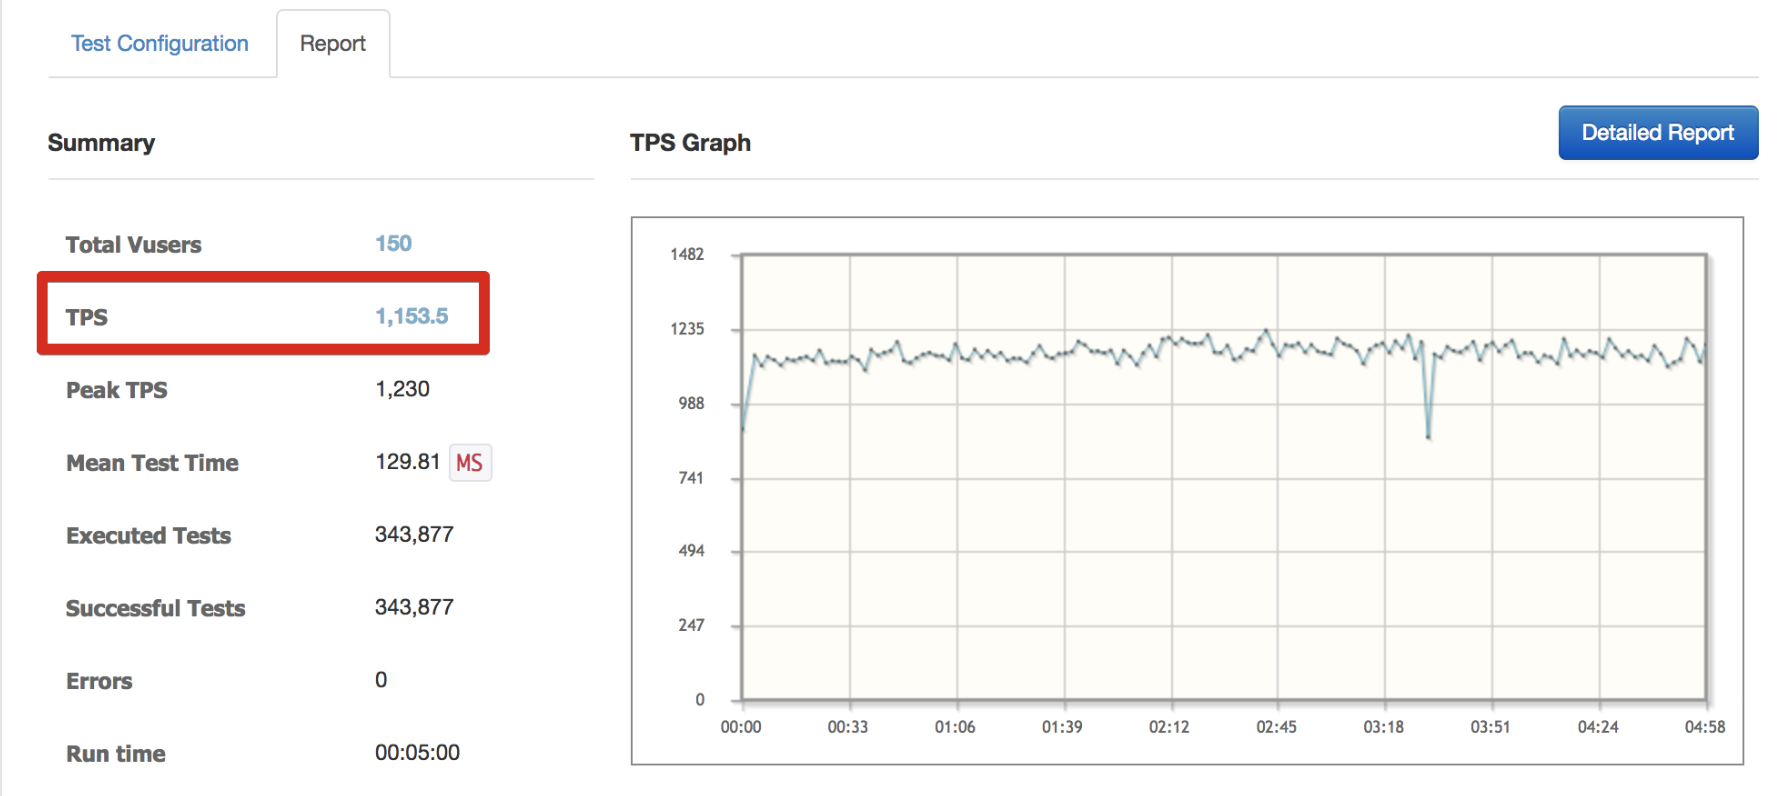 Test Configuration
Report
Detailed Report
Summary
TPS Graph
Total Vusers 150
TPS 1,153.5
Peak TPS 1,230
Mean Test Time 129.81 MS
Executed Tests 343,877
Successful Tests 343,877
Errors 0
Run time 00:05:00
1482
1235
988
741
494
247
0
00:00 00:33 01:06 01:39 02:12 02:45 03:18 03:51 04:24 04:58